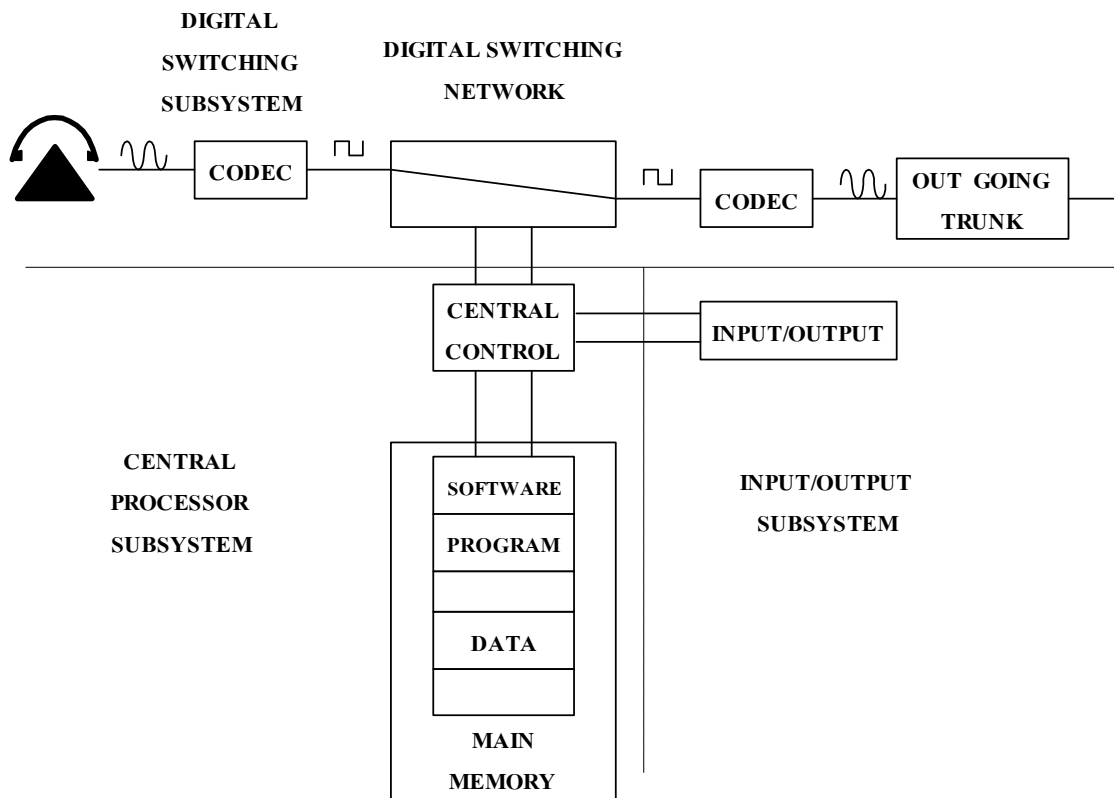 DIGITAL
SWITCHING
SUBSYSTEM
DIGITAL SWITCHING
NETWORK
CODEC
CODEC
OUT GOING
TRUNK
CENTRAL
CONTROL
INPUT/OUTPUT
CENTRAL
PROCESSOR
SUBSYSTEM
SOFTWARE
PROGRAM
DATA
MAIN
MEMORY
INPUT/OUTPUT
SUBSYSTEM